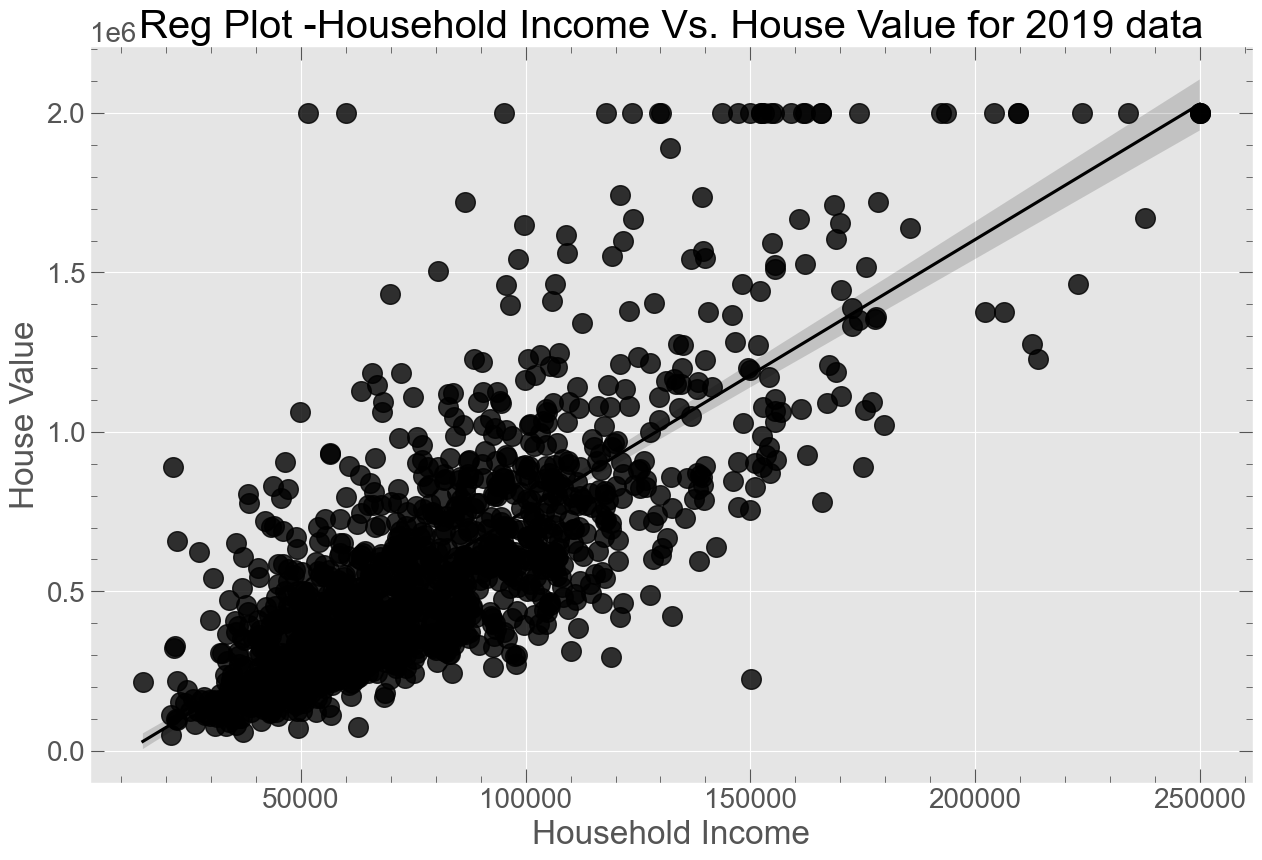 Reg Plot -Household Income Vs. House Value for 2019 data
1e6
2.0
1.5
1.0
0.5
0.0
House Value
50000 100000 150000 200000 250000
Household Income